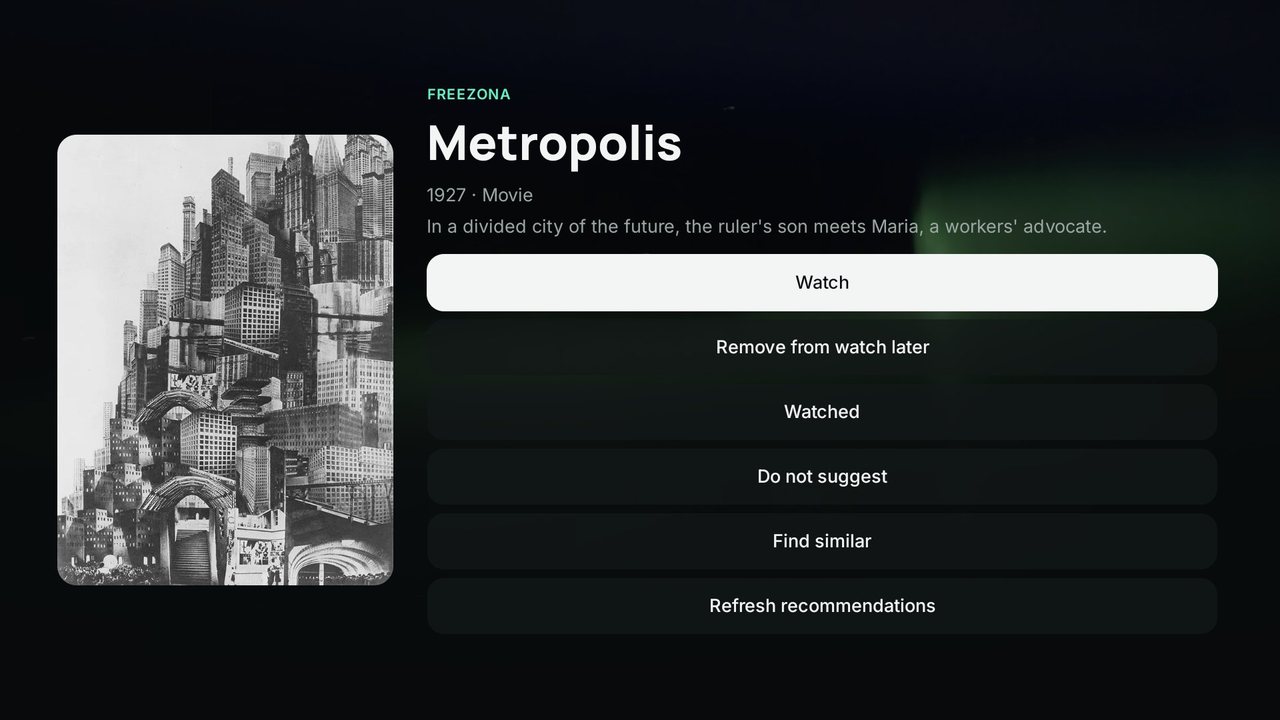 FREEZONA
Metropolis
1927 · Movie
In a divided city of the future, the ruler's son meets Maria, a workers' advocate.
Watch
Remove from watch later
Watched
Do not suggest
Find similar
Refresh recommendations